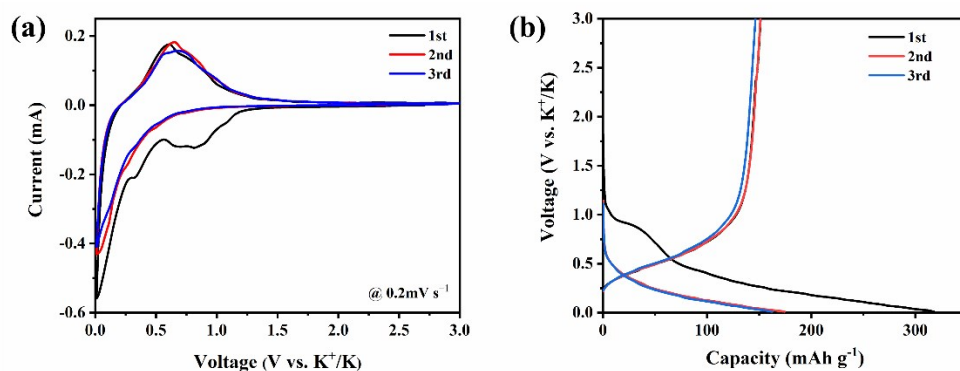 (a)
0.2
0.0
-0.2
-0.4
-0.6
0.0
0.5
1.0
1.5
2.0
2.5
3.0
Current (mA)
Voltage (V vs. K⁺/K)
1st
2nd
3rd
@ 0.2mV s⁻¹
(b)
3.0
2.5
2.0
1.5
1.0
0.5
0.0
0
100
200
300
Voltage (V vs. K⁺/K)
Capacity (mAh g⁻¹)
1st
2nd
3rd